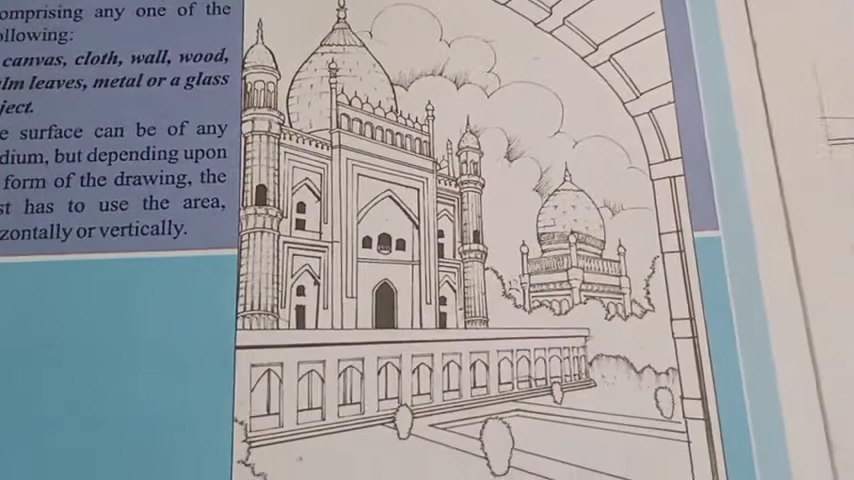 omprising any one of the
ollowing:
canvas, cloth, wall, wood,
lm leaves, metal or a glass
ject.
e surface can be of any
dium, but depending upon
form of the drawing, the
st has to use the area,
zontally or vertically.